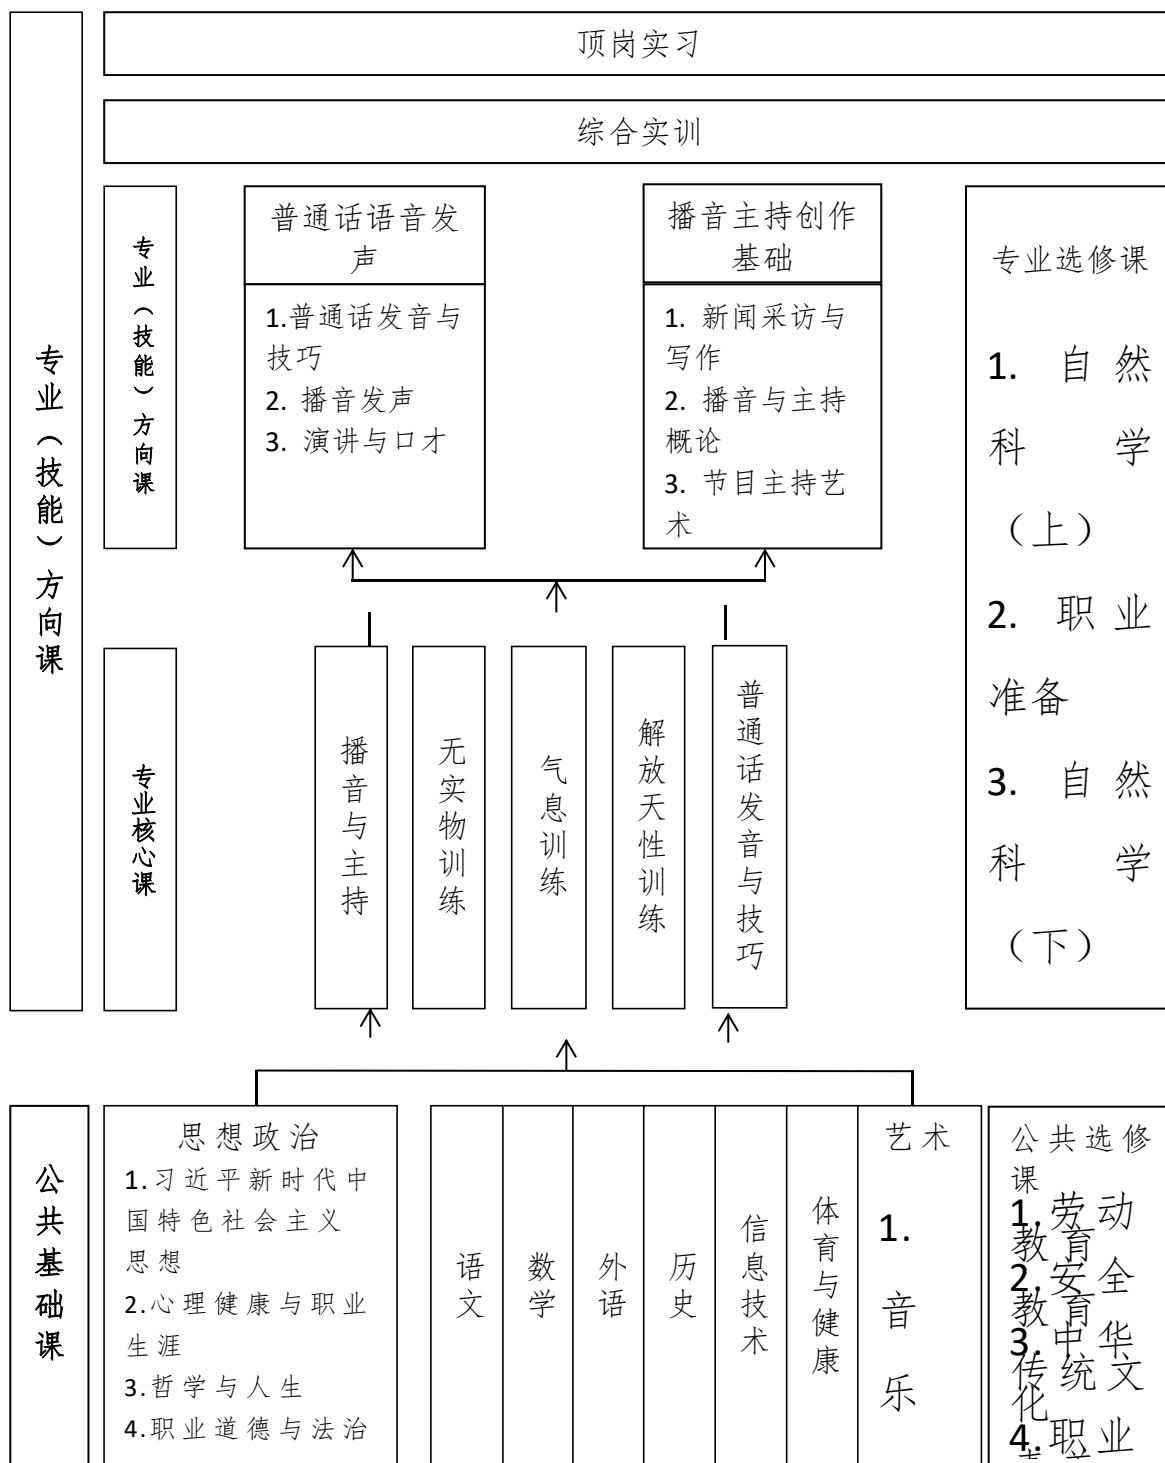 顶岗实习
综合实训
专业（技能）方向课
专业（技能）方向课
普通话语音发
声
1.普通话发音与
技巧
2. 播音发声
3. 演讲与口才
播音主持创作
基础
1. 新闻采访与
写作
2. 播音与主持
概论
3. 节目主持艺
术
专业选修课
1. 自然
科学
（上）
2. 职业
准备
3. 自然
科学
（下）
专业核心课
播音与主持
无实物训练
气息训练
解放天性训练
普通话发音与技巧
公共基础课
思想政治
1.习近平新时代中
国特色社会主义
思想
2.心理健康与职业
生涯
3.哲学与人生
4.职业道德与法治
语文
数学
外语
历史
信息技术
体育与健康
艺术
1.
音
乐
公共选修
课
1.劳动
教育
2.安全
教育
3.中华
传统文
化
4.职业